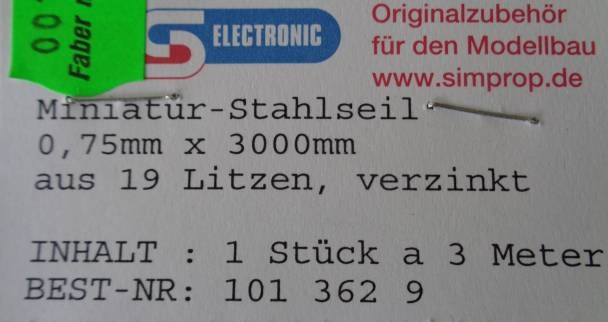 00
Faber
ELECTRONIC
Originalzubehör
für den Modellbau
www.simprop.de
Miniatur-Stahlseil
0,75mm x 3000mm
aus 19 Litzen, verzinkt
INHALT : 1 Stück a 3 Meter
BEST-NR: 101 362 9